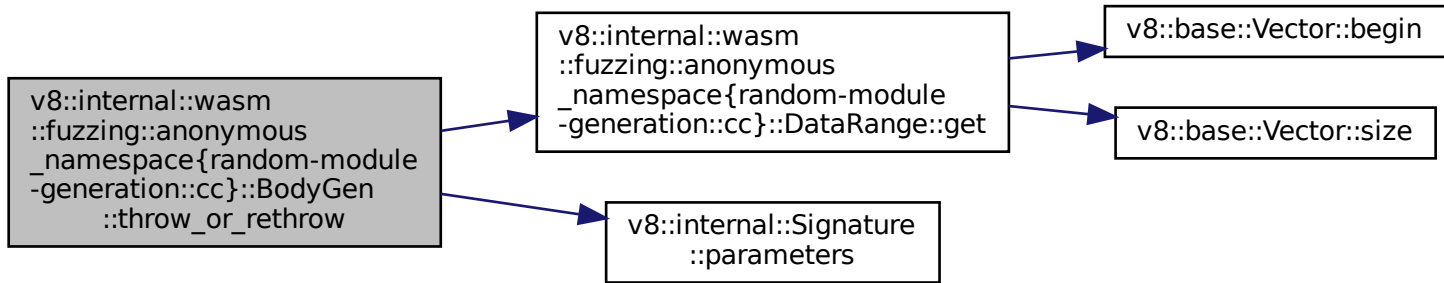 v8::internal::wasm
::fuzzing::anonymous
_namespace{random-module
-generation::cc}::BodyGen
::throw_or_rethrow
v8::internal::wasm
::fuzzing::anonymous
_namespace{random-module
-generation::cc}::DataRange::get
v8::base::Vector::begin
v8::base::Vector::size
v8::internal::Signature
::parameters